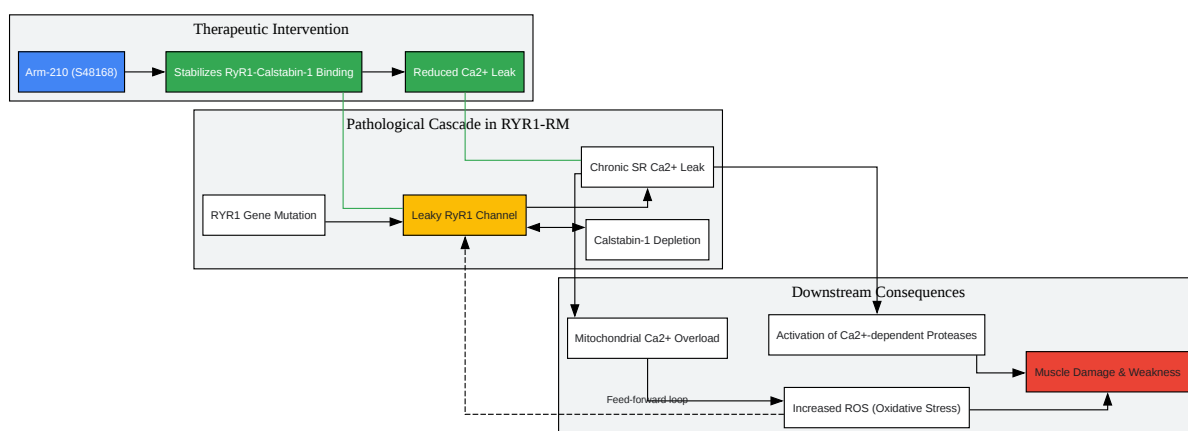 Therapeutic Intervention
Arm-210 (S48168)
Stabilizes RyR1-Calstabin-1 Binding
Reduced Ca2+ Leak
Pathological Cascade in RYR1-RM
Chronic SR Ca2+ Leak
RYR1 Gene Mutation
Leaky RyR1 Channel
Calstabin-1 Depletion
Downstream Consequences
Mitochondrial Ca2+ Overload
Activation of Ca2+-dependent Proteases
Muscle Damage & Weakness
Feed-forward loop
Increased ROS (Oxidative Stress)